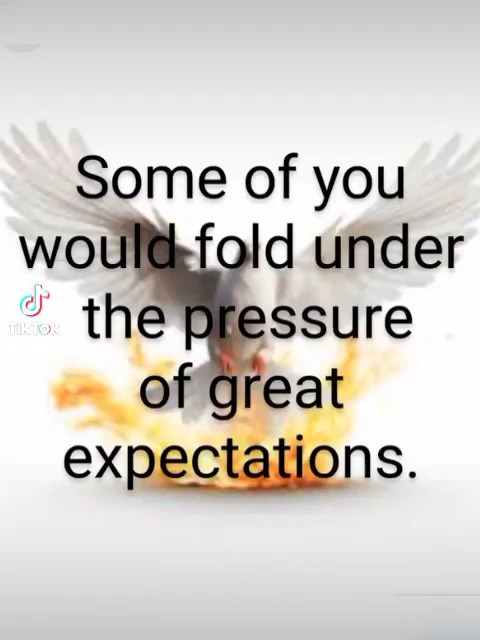 Some of you
would fold under
the pressure
of great
expectations.
TikTok